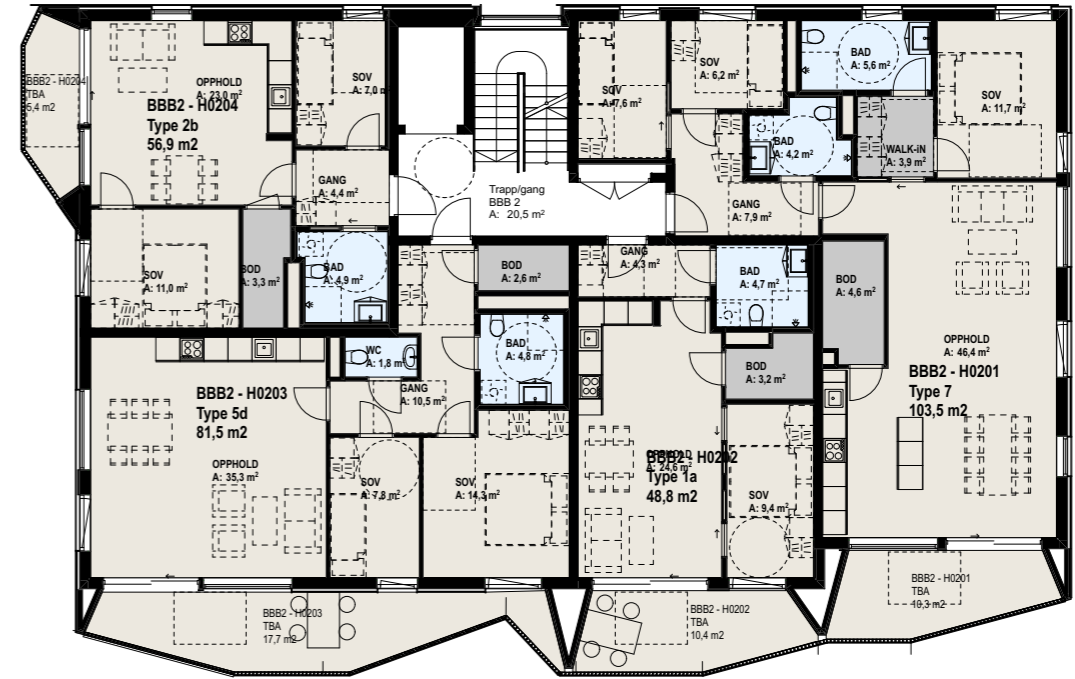 BBB2 - H0204
TBA
5,4 m2
OPPHOLD
A: 23,0 m²
BBB2 - H0204
Type 2b
56,9 m2
SOV
A: 7,0 m²
GANG
A: 4,4 m²
SOV
A: 11,0 m²
BOD
A: 3,3 m²
BAD
A: 4,9 m²
Trapp/gang
BBB 2
A: 20,5 m²
SOV
A: 7,6 m²
SOV
A: 6,2 m²
BAD
A: 5,6 m²
SOV
A: 11,7 m²
BAD
A: 4,2 m²
WALK-iN
A: 3,9 m²
GANG
A: 7,9 m²
BOD
A: 2,6 m²
GANG
A: 4,3 m²
BAD
A: 4,7 m²
BOD
A: 4,6 m²
OPPHOLD
A: 46,4 m²
BBB2 - H0201
Type 7
103,5 m2
WC
A: 1,8 m²
BAD
A: 4,8 m²
BOD
A: 3,2 m²
BBB2 - H0203
Type 5d
81,5 m2
GANG
A: 10,5 m²
OPPHOLD
A: 35,3 m²
SOV
A: 7,8 m²
SOV
A: 14,3 m²
OPPHOLD
A: 24,6 m²
BBB2 - H0202
Type 1a
48,8 m2
SOV
A: 9,4 m²
BBB2 - H0203
TBA
17,7 m2
BBB2 - H0202
TBA
10,4 m2
BBB2 - H0201
TBA
10,3 m2